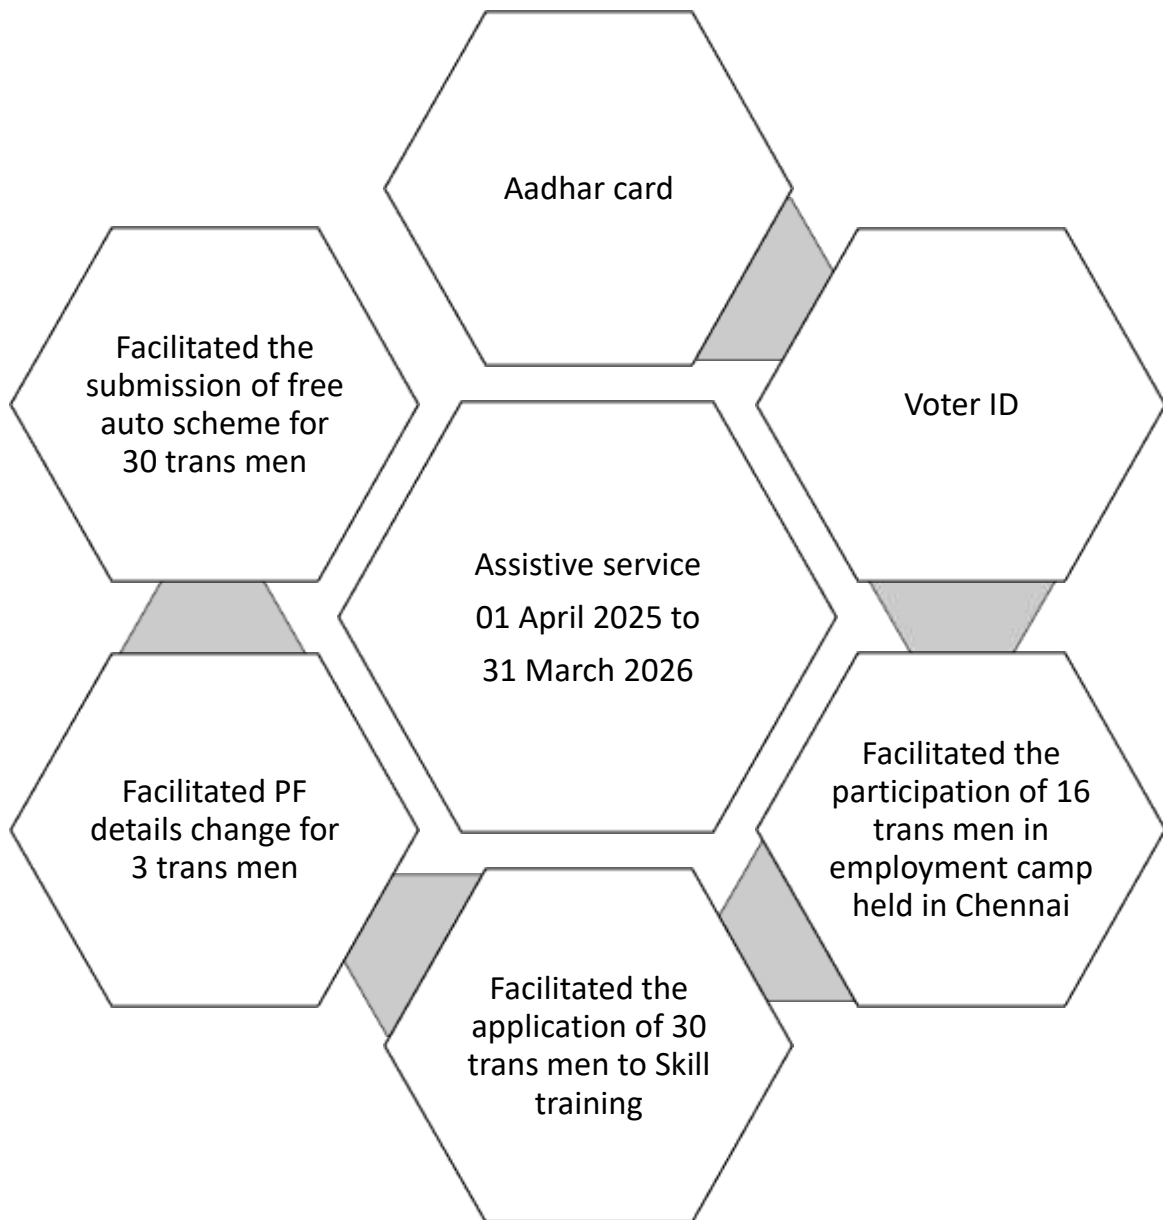 Aadhar card
Voter ID
Facilitated the
participation of 16
trans men in
employment camp
held in Chennai
Facilitated the
application of 30
trans men to Skill
training
Facilitated PF
details change for
3 trans men
Facilitated the
submission of free
auto scheme for
30 trans men
Assistive service
01 April 2025 to
31 March 2026